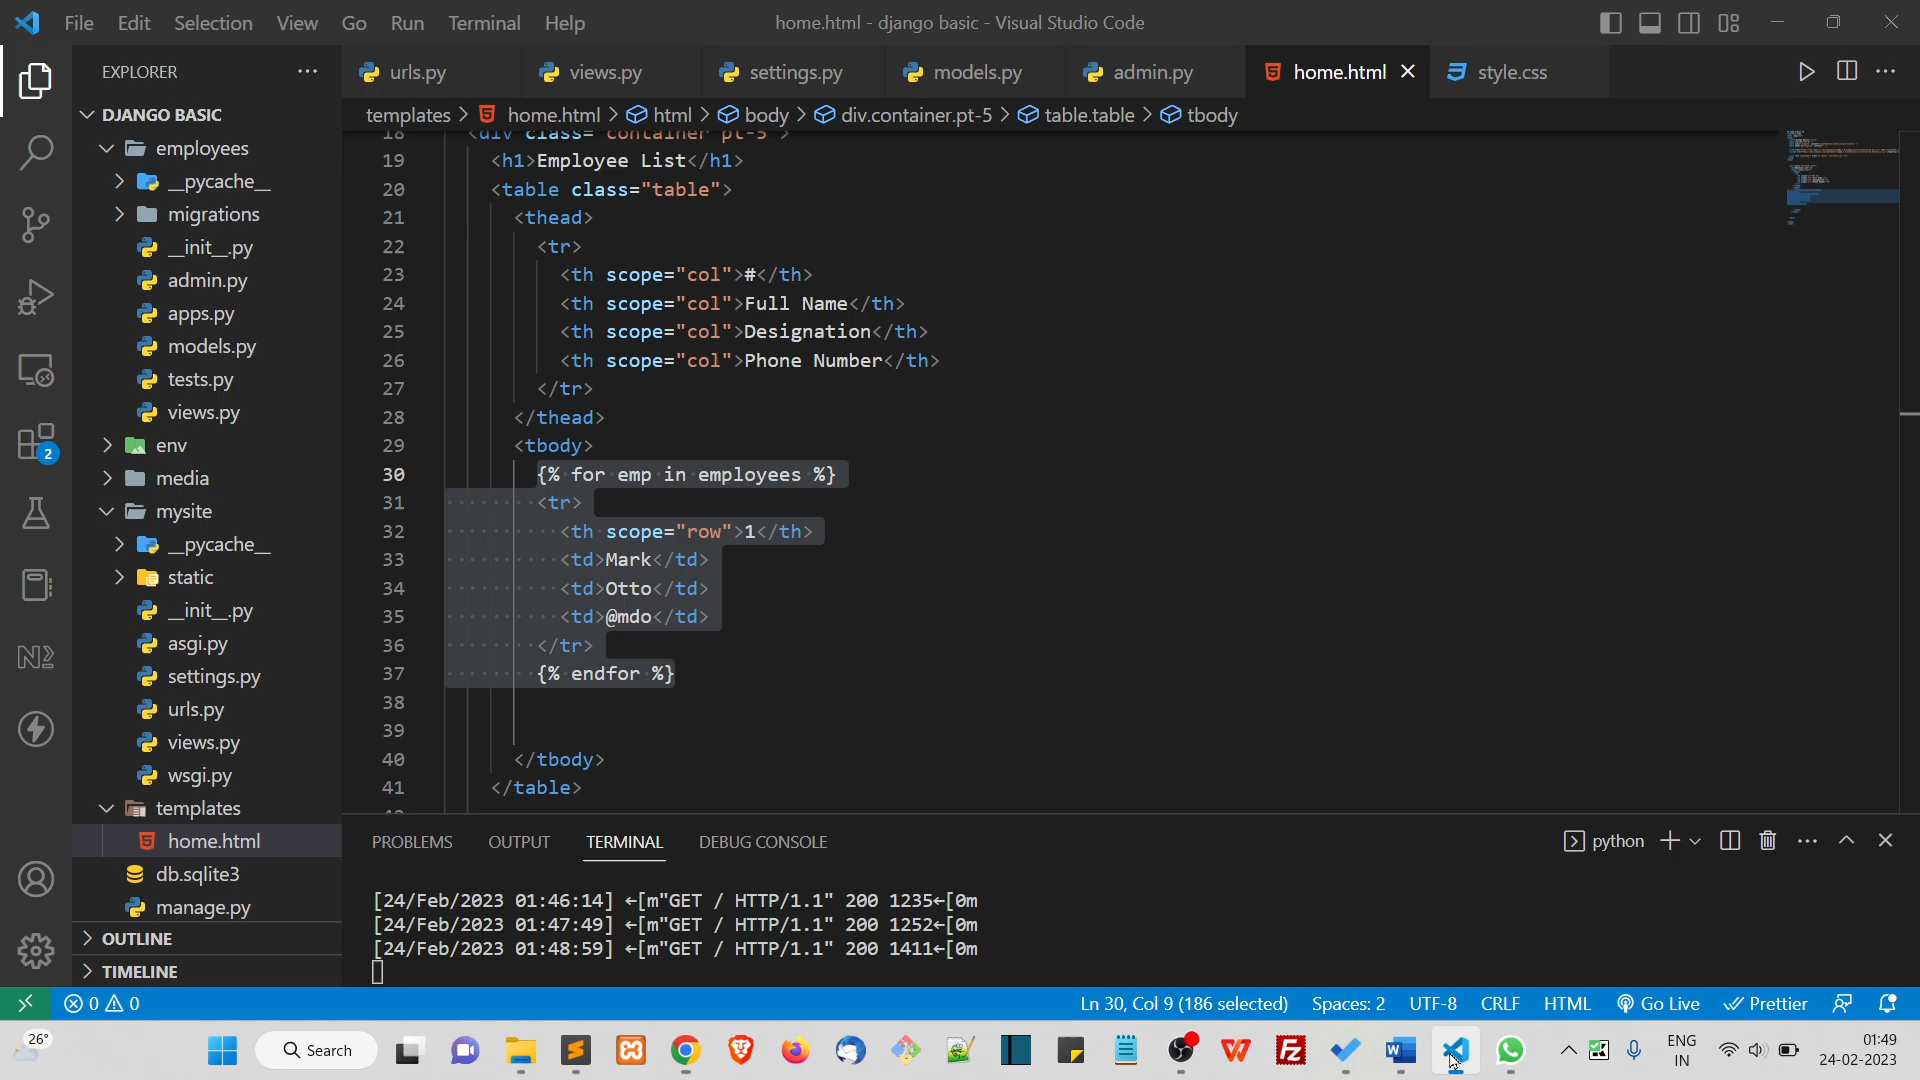 File Edit Selection View Go Run Terminal Help
home.html - django basic - Visual Studio Code
EXPLORER
urls.py
views.py
settings.py
models.py
admin.py
home.html
style.css
DJANGO BASIC
templates > home.html > html > body > div.container.pt-5 > table.table > tbody
employees
__pycache__
migrations
__init__.py
admin.py
apps.py
models.py
tests.py
views.py
env
media
mysite
__pycache__
static
__init__.py
asgi.py
settings.py
urls.py
views.py
wsgi.py
templates
home.html
db.sqlite3
manage.py
OUTLINE
TIMELINE
2
18 <div class="container pt-5">
19 <h1>Employee List</h1>
20 <table class="table">
21 <thead>
22 <tr>
23 <th scope="col">#</th>
24 <th scope="col">Full Name</th>
25 <th scope="col">Designation</th>
26 <th scope="col">Phone Number</th>
27 </tr>
28 </thead>
29 <tbody>
30 {% for emp in employees %}
31 <tr>
32 <th scope="row">1</th>
33 <td>Mark</td>
34 <td>Otto</td>
35 <td>@mdo</td>
36 </tr>
37 {% endfor %}
38
39
40 </tbody>
41 </table>
PROBLEMS OUTPUT TERMINAL DEBUG CONSOLE
python
[24/Feb/2023 01:46:14] ←[m"GET / HTTP/1.1" 200 1235←[0m
[24/Feb/2023 01:47:49] ←[m"GET / HTTP/1.1" 200 1252←[0m
[24/Feb/2023 01:48:59] ←[m"GET / HTTP/1.1" 200 1411←[0m
0 0
Ln 30, Col 9 (186 selected) Spaces: 2 UTF-8 CRLF HTML Go Live Prettier
26°
Search
ENG
IN
01:49
24-02-2023